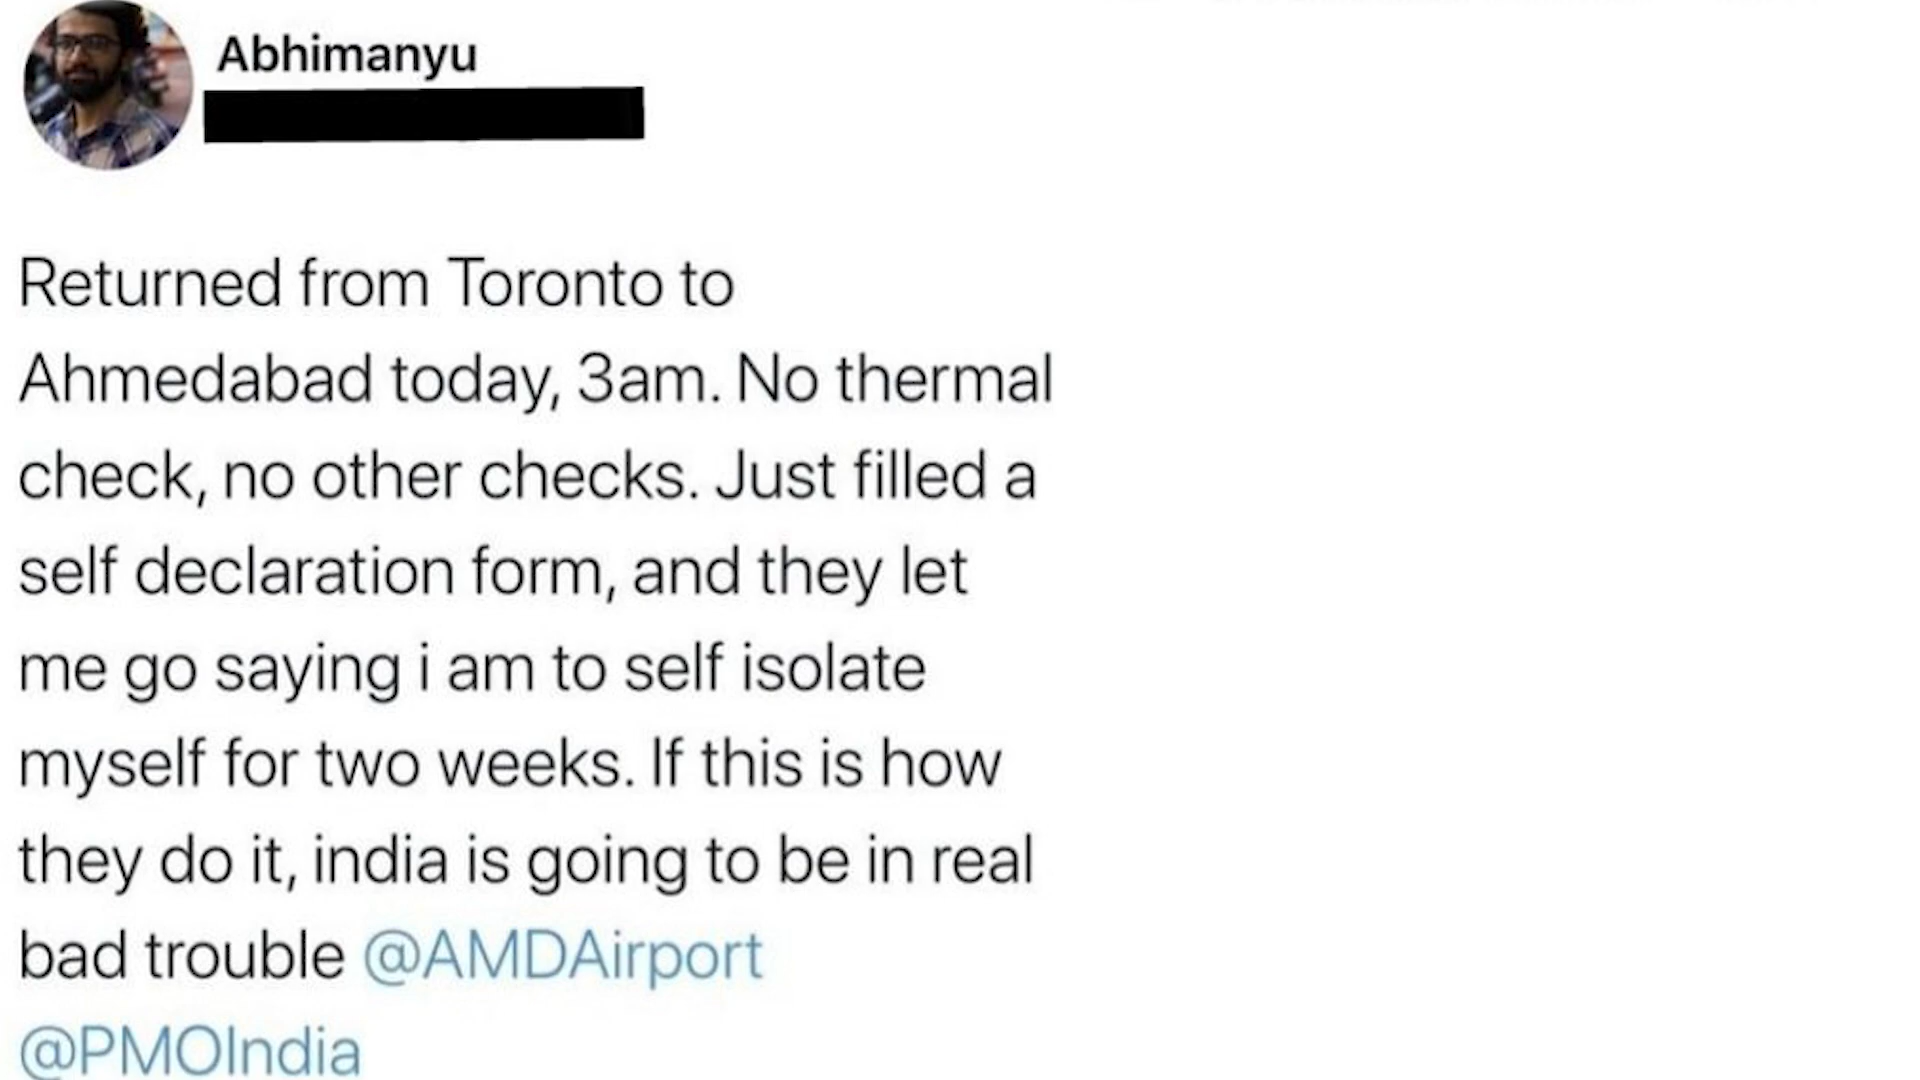 Abhimanyu
Returned from Toronto to
Ahmedabad today, 3am. No thermal
check, no other checks. Just filled a
self declaration form, and they let
me go saying i am to self isolate
myself for two weeks. If this is how
they do it, india is going to be in real
bad trouble @AMDAirport
@PMOIndia